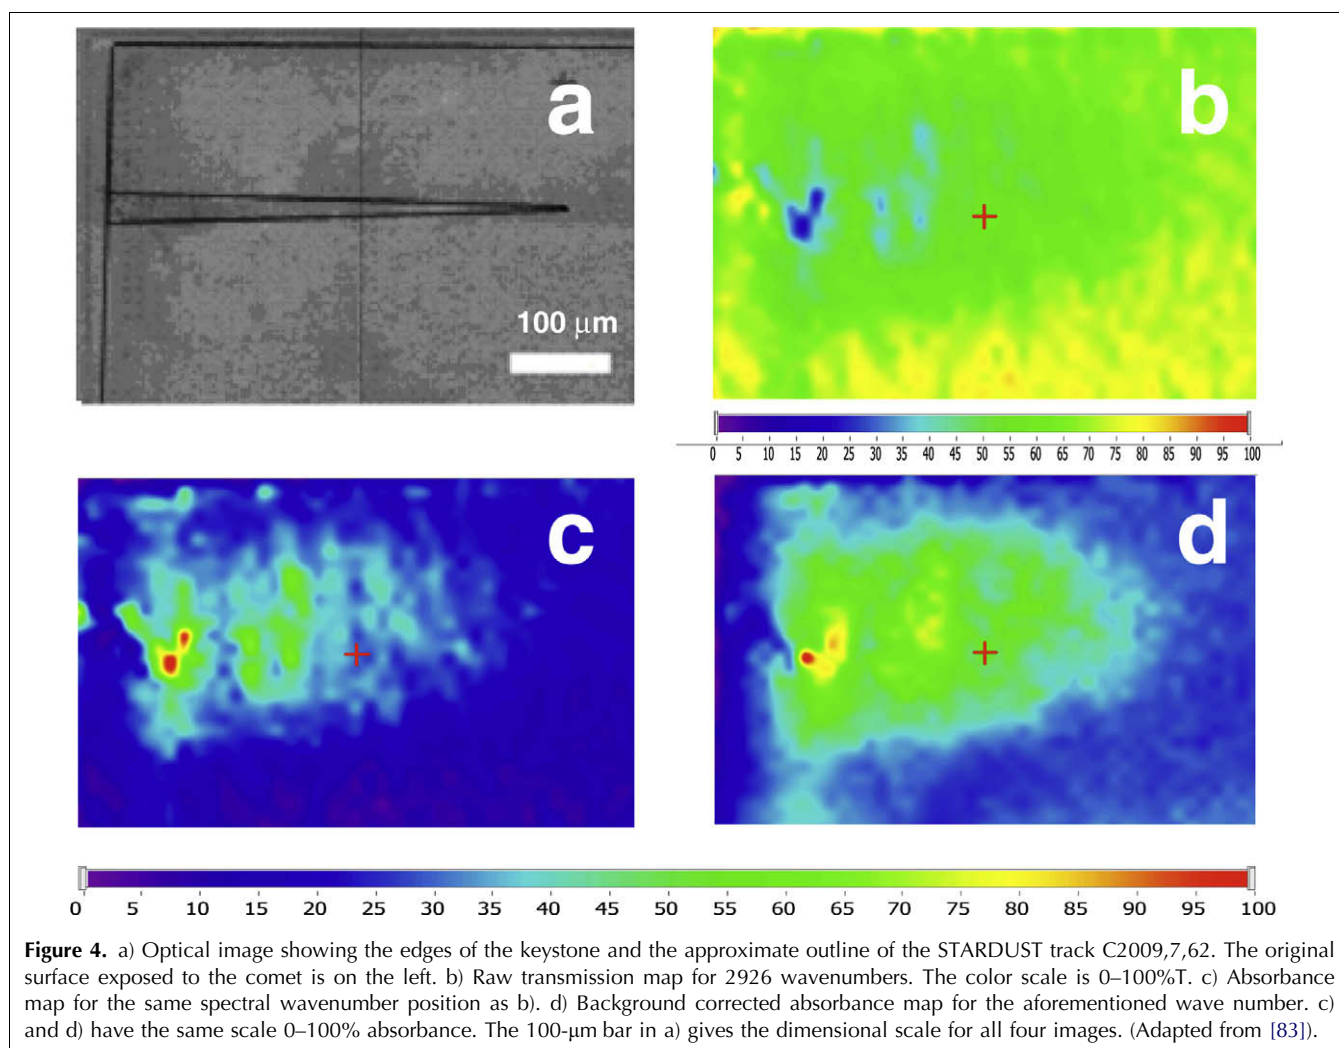 a
b
100 μm
0 5 10 15 20 25 30 35 40 45 50 55 60 65 70 75 80 85 90 95 100
c
d
0 5 10 15 20 25 30 35 40 45 50 55 60 65 70 75 80 85 90 95 100
Figure 4. a) Optical image showing the edges of the keystone and the approximate outline of the STARDUST track C2009,7,62. The original
surface exposed to the comet is on the left. b) Raw transmission map for 2926 wavenumbers. The color scale is 0–100%T. c) Absorbance
map for the same spectral wavenumber position as b). d) Background corrected absorbance map for the aforementioned wave number. c)
and d) have the same scale 0–100% absorbance. The 100-μm bar in a) gives the dimensional scale for all four images. (Adapted from [83]).